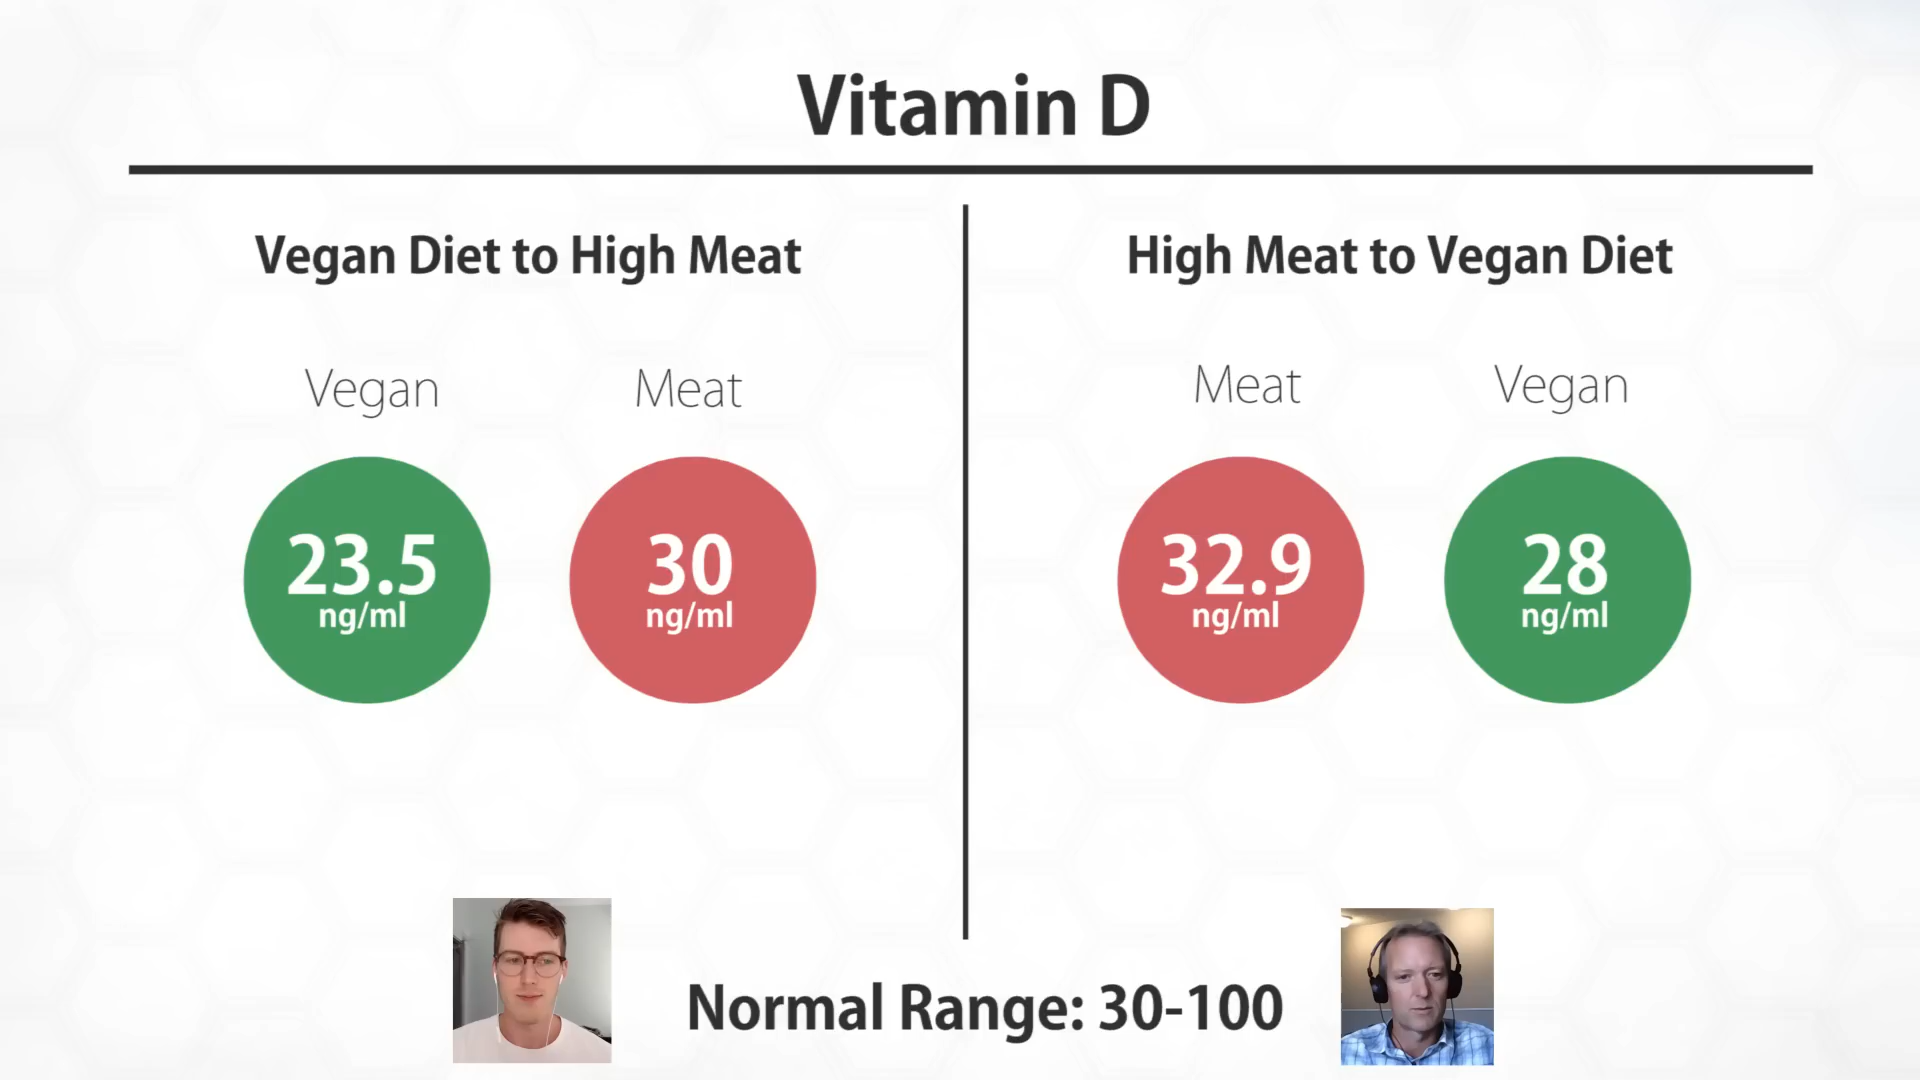 Vitamin D
Vegan Diet to High Meat
Vegan Meat
23.5 ng/ml
30 ng/ml
High Meat to Vegan Diet
Meat Vegan
32.9 ng/ml
28 ng/ml
Normal Range: 30-100